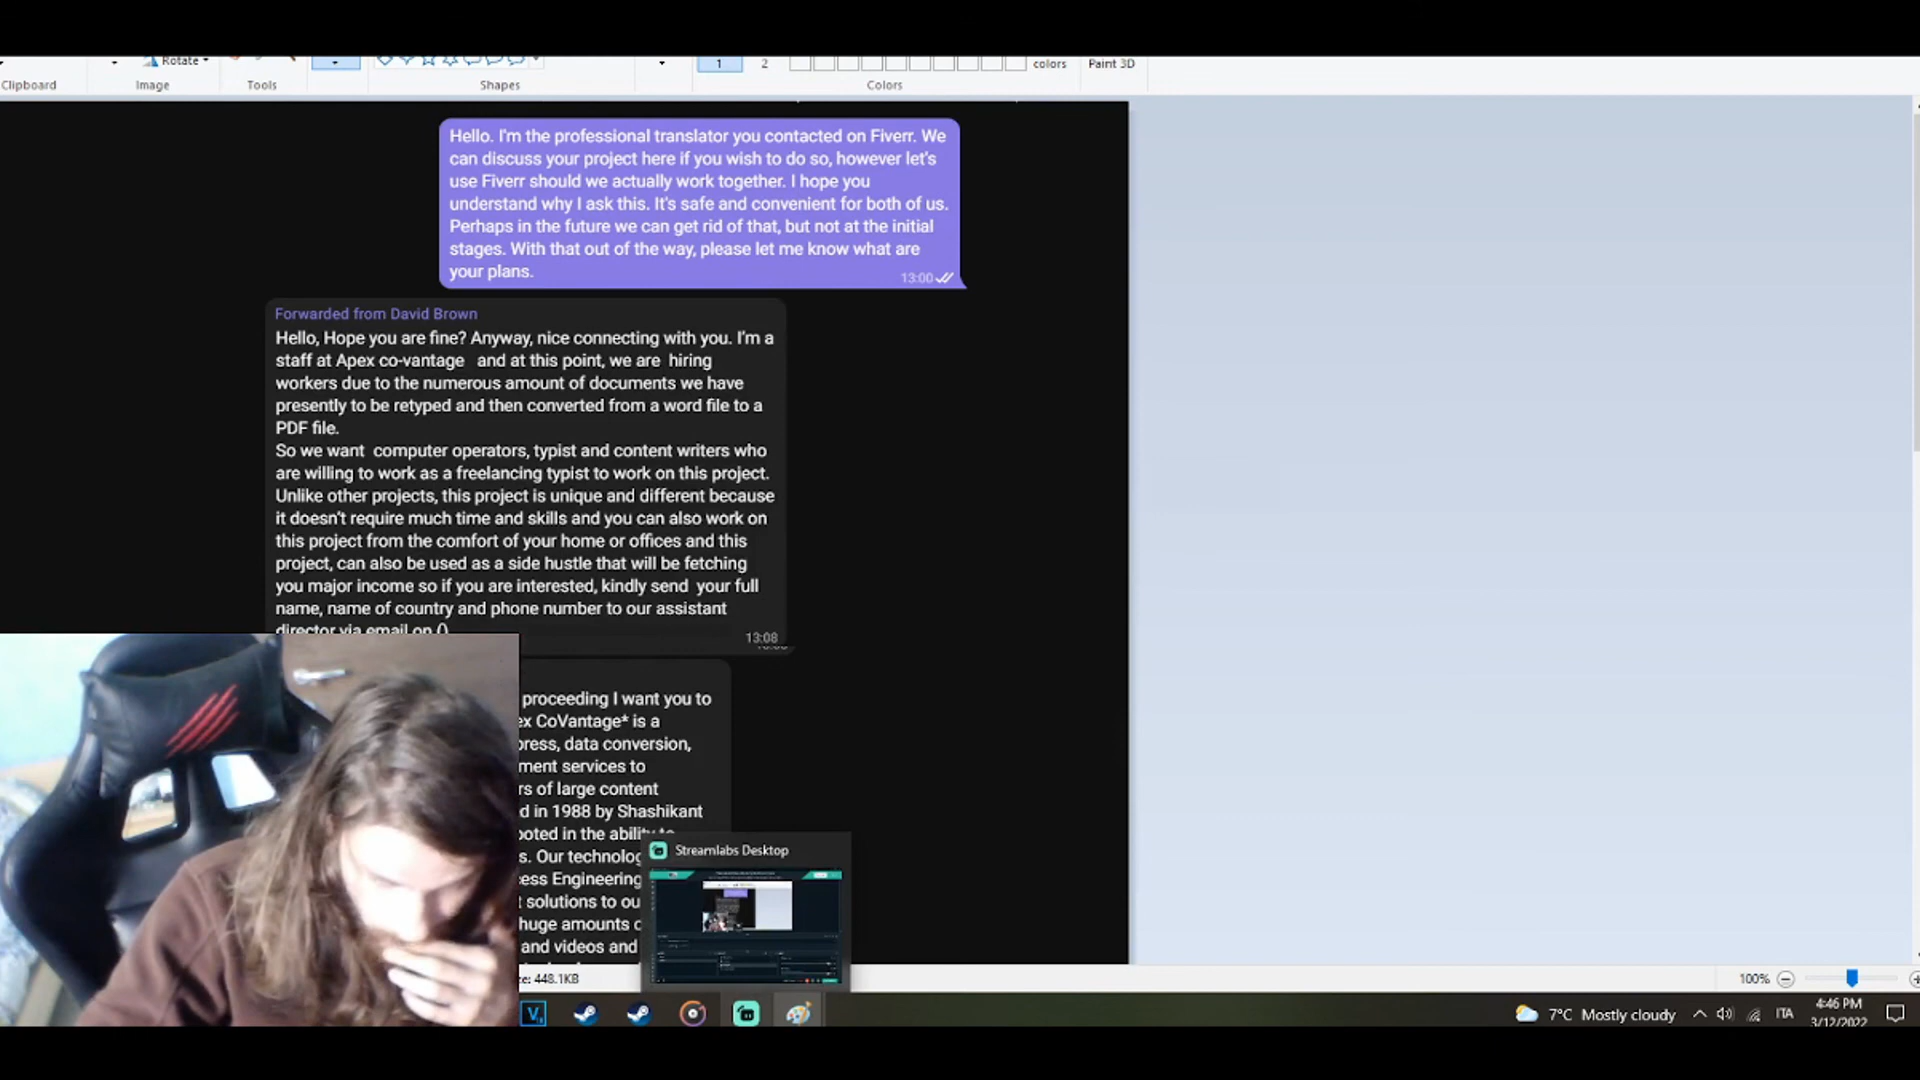 Rotate
1
2
colors
Paint 3D
Clipboard
Image
Tools
Shapes
Colors
Hello. I'm the professional translator you contacted on Fiverr. We
can discuss your project here if you wish to do so, however let's
use Fiverr should we actually work together. I hope you
understand why I ask this. It's safe and convenient for both of us.
Perhaps in the future we can get rid of that, but not at the initial
stages. With that out of the way, please let me know what are
your plans.
13:00
Forwarded from David Brown
Hello, Hope you are fine? Anyway, nice connecting with you. I'm a
staff at Apex co-vantage and at this point, we are hiring
workers due to the numerous amount of documents we have
presently to be retyped and then converted from a word file to a
PDF file.
So we want computer operators, typist and content writers who
are willing to work as a freelancing typist to work on this project.
Unlike other projects, this project is unique and different because
it doesn't require much time and skills and you can also work on
this project from the comfort of your home or offices and this
project, can also be used as a side hustle that will be fetching
you major income so if you are interested, kindly send your full
name, name of country and phone number to our assistant
director via email on ()
13:08
proceeding I want you to
ex CoVantage* is a
press, data conversion,
ment services to
rs of large content
d in 1988 by Shashikant
ooted in the ability to
s. Our technolog
cess Engineering
t solutions to ou
huge amounts o
and videos and
Streamlabs Desktop
ze: 448.1KB
100%
7°C Mostly cloudy
ITA
4:46 PM
3/12/2022